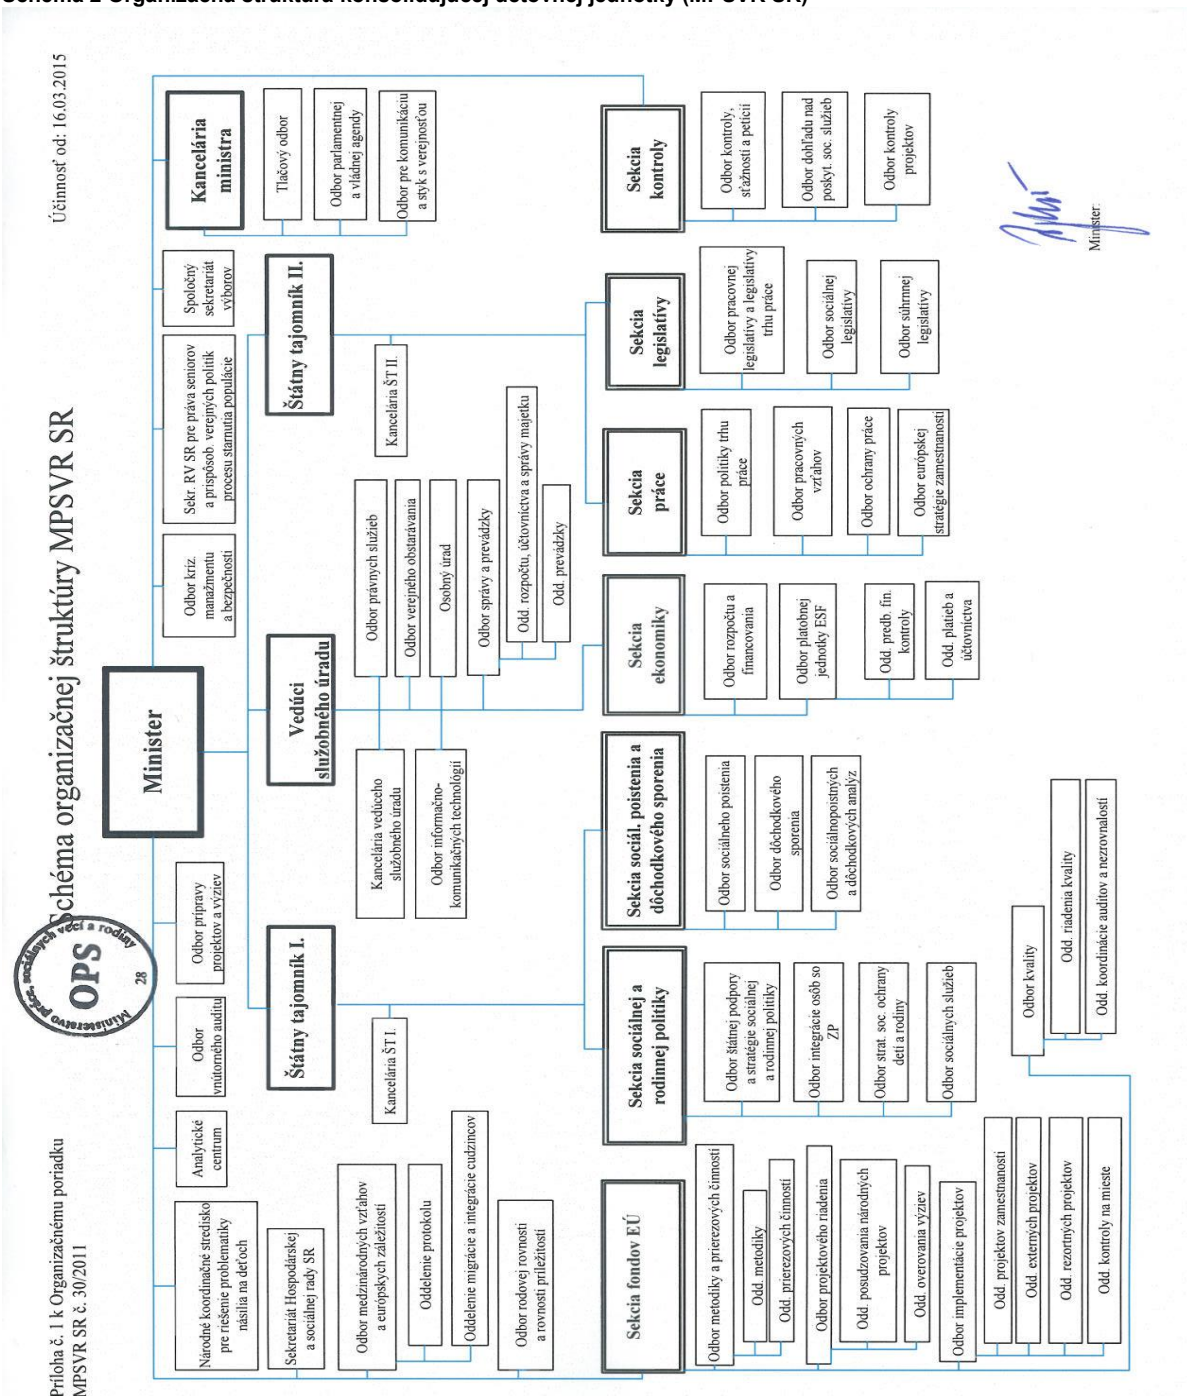 Schéma 2 Organizačná štruktúra konsolidujúcej účtovnej jednotky (MPSVR SR)
Príloha č. 1 k Organizačnému poriadku
MPSVR SR č. 30/2011
Ministerstvo práce, sociálnych vecí a rodiny
OPS
28
Schéma organizačnej štruktúry MPSVR SR
Účinnosť od: 16.03.2015
Minister
Národné koordinačné stredisko
pre riešenie problematiky
násilia na deťoch
Sekretariát Hospodárskej
a sociálnej rady SR
Odbor medzinárodných vzťahov
a európskych záležitostí
Oddelenie protokolu
Oddelenie migrácie a integrácie cudzincov
Odbor rodovej rovnosti
a rovnosti príležitostí
Analytické
centrum
Odbor
vnútorného auditu
Odbor prípravy
projektov a výziev
Odbor kríz.
manažmentu
a bezpečnosti
Sekr. RV SR pre práva seniorov
a prispôsob. verejných politík
procesu starnutia populácie
Spoločný
sekretariát
výborov
Kancelária
ministra
Tlačový odbor
Odbor parlamentnej
a vládnej agendy
Odbor pre komunikáciu
a styk s verejnosťou
Štátny tajomník I.
Kancelária ŠT I.
Vedúci
služobného úradu
Kancelária vedúceho
služobného úradu
Odbor informačno-
komunikačných technológií
Odbor právnych služieb
Odbor verejného obstarávania
Osobný úrad
Odbor správy a prevádzky
Odd. rozpočtu, účtovníctva a správy majetku
Odd. prevádzky
Štátny tajomník II.
Kancelária ŠT II.
Sekcia fondov EÚ
Odbor metodiky a prierezových činností
Odd. metodiky
Odd. prierezových činností
Odbor projektového riadenia
Odd. posudzovania národných
projektov
Odd. overovania výziev
Odbor implementácie projektov
Odd. projektov zamestnanosti
Odd. externých projektov
Odd. rezortných projektov
Odd. kontroly na mieste
Odbor kvality
Odd. riadenia kvality
Odd. koordinácie auditov a nezrovnalostí
Sekcia sociálnej a
rodinnej politiky
Odbor štátnej podpory
a stratégie sociálnej
a rodinnej politiky
Odbor integrácie osôb so
ZP
Odbor strat. soc. ochrany
detí a rodiny
Odbor sociálnych služieb
Sekcia sociál. poistenia a
dôchodkového sporenia
Odbor sociálneho poistenia
Odbor dôchodkového
sporenia
Odbor sociálnopoistných
a dôchodkových analýz
Sekcia
ekonomiky
Odbor rozpočtu a
financovania
Odbor platobnej
jednotky ESF
Odd. predb. fin.
kontroly
Odd. platieb a
účtovníctva
Sekcia
práce
Odbor politiky trhu
práce
Odbor pracovných
vzťahov
Odbor ochrany práce
Odbor európskej
stratégie zamestnanosti
Sekcia
legislatívy
Odbor pracovnej
legislatívy a legislatívy
trhu práce
Odbor sociálnej
legislatívy
Odbor súhrnnej
legislatívy
Sekcia
kontroly
Odbor kontroly,
sťažností a petícií
Odbor dohľadu nad
poskyt. soc. služieb
Odbor kontroly
projektov
Minister: